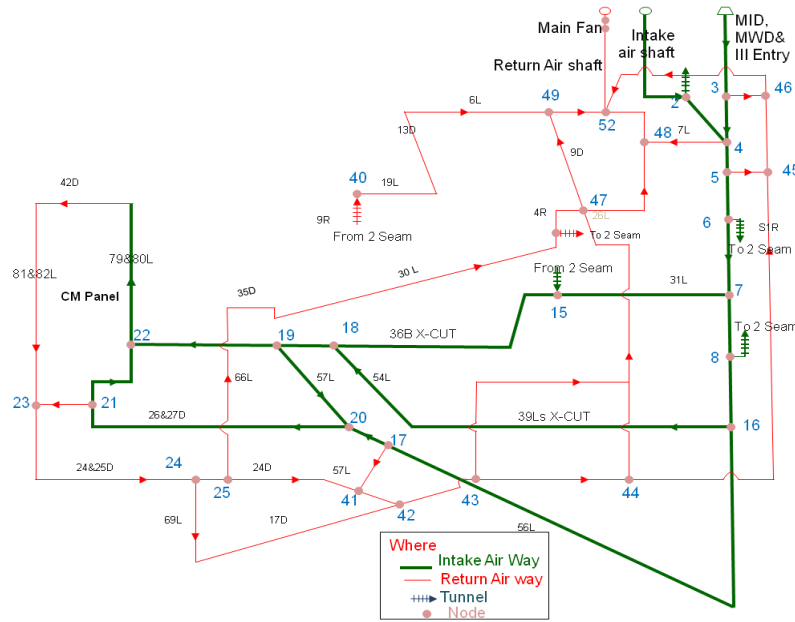 Main Fan
Intake
air shaft
MID,
MWD&
III Entry
Return Air shaft
2
3
46
6L
49
52
48
7L
4
13D
9D
5
45
40
19L
47
4R
26L
9R
From 2 Seam
To 2 Seam
6
S1R
To 2 Seam
42D
79&80L
81&82L
CM Panel
30 L
35D
From 2 Seam
15
31L
7
To 2 Seam
8
22
19
18
36B X-CUT
66L
57L
54L
23
21
26&27D
20
17
39Ls X-CUT
16
24&25D
24
25
24D
57L
41
42
43
44
69L
17D
56L
Where
Intake Air Way
Return Air way
Tunnel
Node